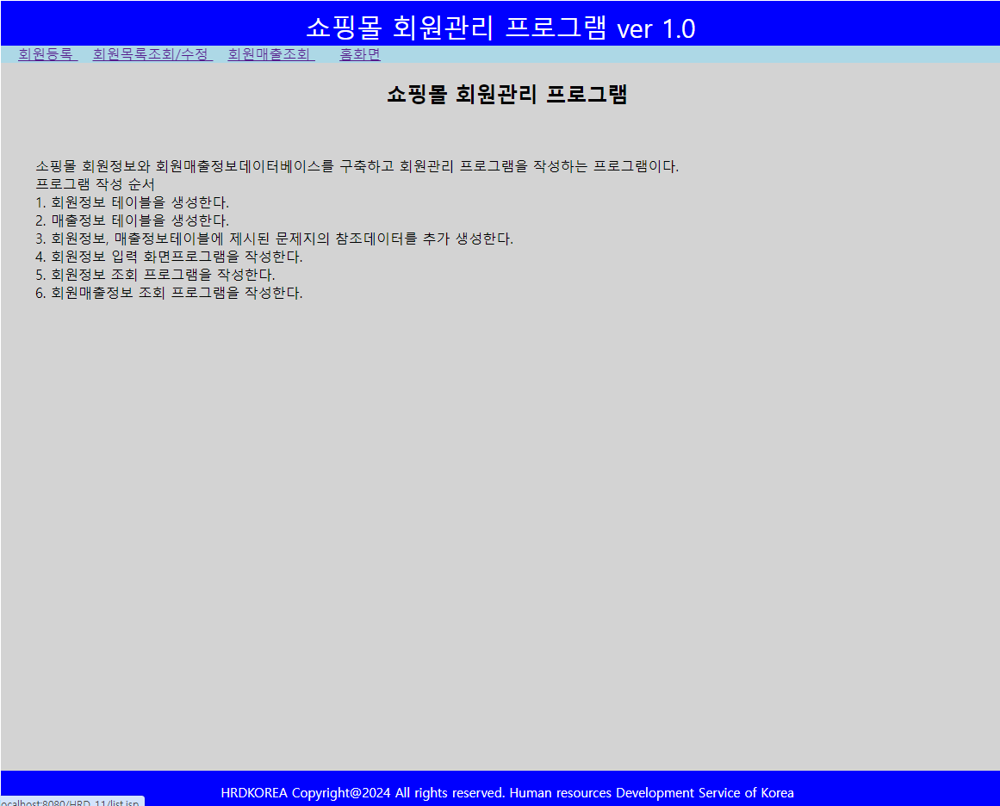 쇼핑몰 회원관리 프로그램 ver 1.0
회원등록 회원목록조회/수정 회원매출조회 홈화면
쇼핑몰 회원관리 프로그램
쇼핑몰 회원정보와 회원매출정보데이터베이스를 구축하고 회원관리 프로그램을 작성하는 프로그램이다.
프로그램 작성 순서
1. 회원정보 테이블을 생성한다.
2. 매출정보 테이블을 생성한다.
3. 회원정보, 매출정보테이블에 제시된 문제지의 참조데이터를 추가 생성한다.
4. 회원정보 입력 화면프로그램을 작성한다.
5. 회원정보 조회 프로그램을 작성한다.
6. 회원매출정보 조회 프로그램을 작성한다.
HRDKOREA Copyright@2024 All rights reserved. Human resources Development Service of Korea
ocalhost:8080/HRD_11/list.jsp